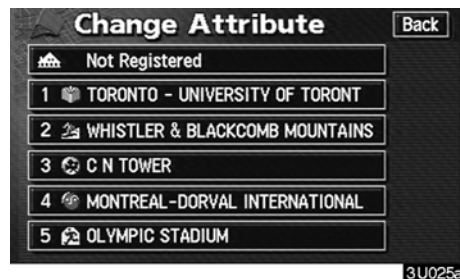 Change Attribute Back
Not Registered
1 TORONTO - UNIVERSITY OF TORONT
2 WHISTLER & BLACKCOMB MOUNTAINS
3 C N TOWER
4 MONTREAL-DORVAL INTERNATIONAL
5 OLYMPIC STADIUM
3U025a